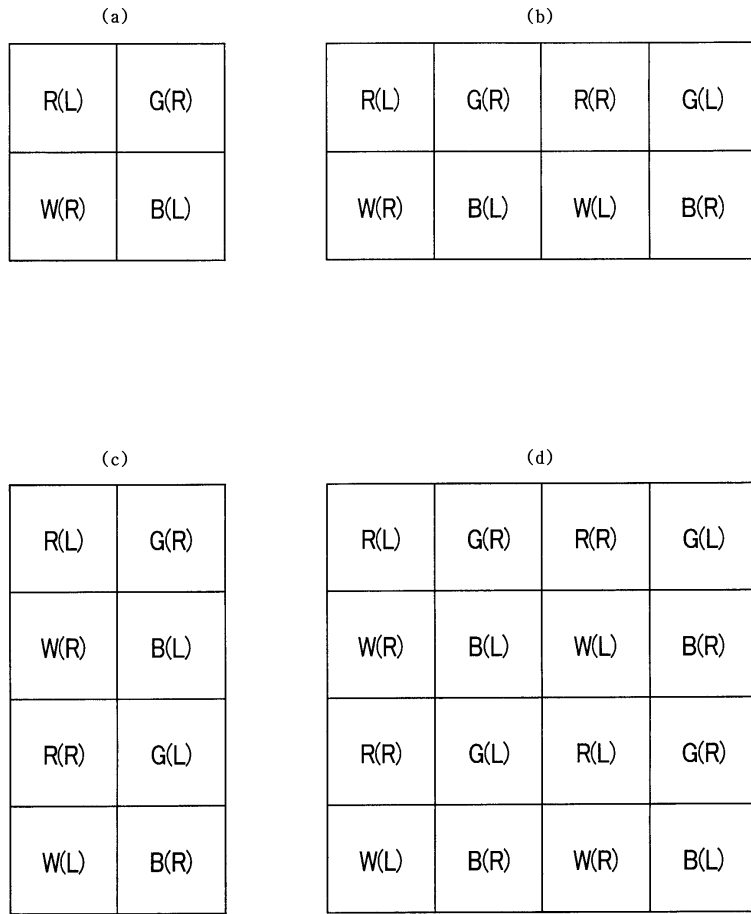 (a) (b)
R(L) G(R) R(L) G(R) R(R) G(L)
W(R) B(L) W(R) B(L) W(L) B(R)
(c) (d)
R(L) G(R) R(L) G(R) R(R) G(L)
W(R) B(L) W(R) B(L) W(L) B(R)
R(R) G(L) R(R) G(L) R(L) G(R)
W(L) B(R) W(L) B(R) W(R) B(L)